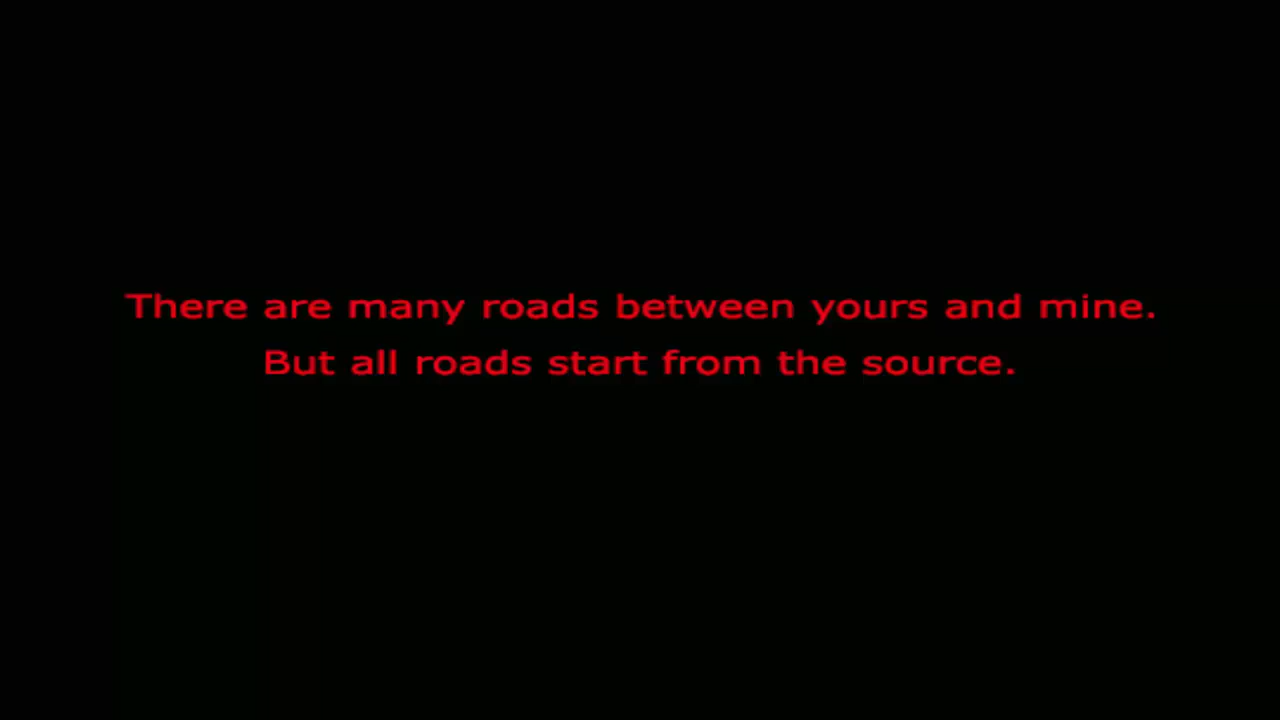 There are many roads between yours and mine.
But all roads start from the source.